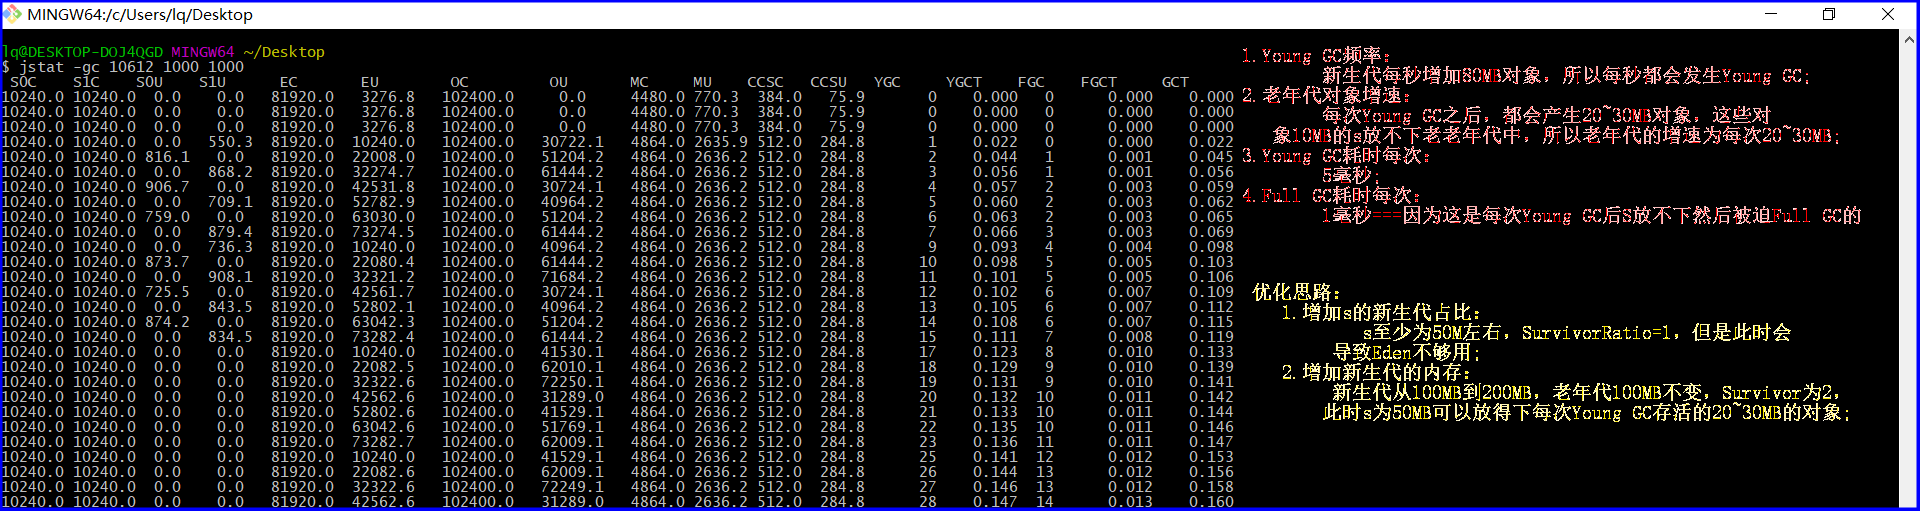 MINGW64:/c/Users/lq/Desktop
lq@DESKTOP-DOJ4QGD MINGW64 ~/Desktop
$ jstat -gc 10612 1000 1000
S0C S1C S0U S1U EC EU OC OU MC MU CCSC CCSU YGC YGCT FGC FGCT GCT
10240.0 10240.0 0.0 0.0 81920.0 3276.8 102400.0 0.0 4480.0 770.3 384.0 75.9 0 0.000 0 0.000 0.000
10240.0 10240.0 0.0 0.0 81920.0 3276.8 102400.0 0.0 4480.0 770.3 384.0 75.9 0 0.000 0 0.000 0.000
10240.0 10240.0 0.0 0.0 81920.0 3276.8 102400.0 0.0 4480.0 770.3 384.0 75.9 0 0.000 0 0.000 0.000
10240.0 10240.0 0.0 550.3 81920.0 10240.0 102400.0 30722.1 4864.0 2635.9 512.0 284.8 1 0.022 0 0.000 0.022
10240.0 10240.0 816.1 0.0 81920.0 22008.0 102400.0 51204.2 4864.0 2636.2 512.0 284.8 2 0.044 1 0.001 0.045
10240.0 10240.0 0.0 868.2 81920.0 32274.7 102400.0 61444.2 4864.0 2636.2 512.0 284.8 3 0.056 1 0.001 0.056
10240.0 10240.0 906.7 0.0 81920.0 42531.8 102400.0 30724.1 4864.0 2636.2 512.0 284.8 4 0.057 2 0.003 0.059
10240.0 10240.0 0.0 709.1 81920.0 52782.9 102400.0 40964.2 4864.0 2636.2 512.0 284.8 5 0.060 2 0.003 0.062
10240.0 10240.0 759.0 0.0 81920.0 63030.0 102400.0 51204.2 4864.0 2636.2 512.0 284.8 6 0.063 2 0.003 0.065
10240.0 10240.0 0.0 879.4 81920.0 73274.5 102400.0 61444.2 4864.0 2636.2 512.0 284.8 7 0.066 3 0.003 0.069
10240.0 10240.0 0.0 736.3 81920.0 10240.0 102400.0 40964.2 4864.0 2636.2 512.0 284.8 9 0.093 4 0.004 0.098
10240.0 10240.0 873.7 0.0 81920.0 22080.4 102400.0 61444.2 4864.0 2636.2 512.0 284.8 10 0.098 5 0.005 0.103
10240.0 10240.0 0.0 908.1 81920.0 32321.2 102400.0 71684.2 4864.0 2636.2 512.0 284.8 11 0.101 5 0.005 0.106
10240.0 10240.0 725.5 0.0 81920.0 42561.7 102400.0 30724.1 4864.0 2636.2 512.0 284.8 12 0.102 6 0.007 0.109
10240.0 10240.0 0.0 843.5 81920.0 52802.1 102400.0 40964.2 4864.0 2636.2 512.0 284.8 13 0.105 6 0.007 0.112
10240.0 10240.0 874.2 0.0 81920.0 63042.3 102400.0 51204.2 4864.0 2636.2 512.0 284.8 14 0.108 6 0.007 0.115
10240.0 10240.0 0.0 834.5 81920.0 73282.4 102400.0 61444.2 4864.0 2636.2 512.0 284.8 15 0.111 7 0.008 0.119
10240.0 10240.0 0.0 0.0 81920.0 10240.0 102400.0 41530.1 4864.0 2636.2 512.0 284.8 17 0.123 8 0.010 0.133
10240.0 10240.0 0.0 0.0 81920.0 22082.5 102400.0 62010.1 4864.0 2636.2 512.0 284.8 18 0.129 9 0.010 0.139
10240.0 10240.0 0.0 0.0 81920.0 32322.6 102400.0 72250.1 4864.0 2636.2 512.0 284.8 19 0.131 9 0.010 0.141
10240.0 10240.0 0.0 0.0 81920.0 42562.6 102400.0 31289.0 4864.0 2636.2 512.0 284.8 20 0.132 10 0.011 0.142
10240.0 10240.0 0.0 0.0 81920.0 52802.6 102400.0 41529.1 4864.0 2636.2 512.0 284.8 21 0.133 10 0.011 0.144
10240.0 10240.0 0.0 0.0 81920.0 63042.6 102400.0 51769.1 4864.0 2636.2 512.0 284.8 22 0.135 10 0.011 0.146
10240.0 10240.0 0.0 0.0 81920.0 73282.7 102400.0 62009.1 4864.0 2636.2 512.0 284.8 23 0.136 11 0.011 0.147
10240.0 10240.0 0.0 0.0 81920.0 10240.0 102400.0 41529.1 4864.0 2636.2 512.0 284.8 25 0.141 12 0.012 0.153
10240.0 10240.0 0.0 0.0 81920.0 22082.6 102400.0 62009.1 4864.0 2636.2 512.0 284.8 26 0.144 13 0.012 0.156
10240.0 10240.0 0.0 0.0 81920.0 32322.6 102400.0 72249.1 4864.0 2636.2 512.0 284.8 27 0.146 13 0.012 0.158
10240.0 10240.0 0.0 0.0 81920.0 42562.6 102400.0 31289.0 4864.0 2636.2 512.0 284.8 28 0.147 14 0.013 0.160
1.Young GC频率：
新生代每秒增加80MB对象，所以每秒都会发生Young GC；
2.老年代对象增速：
每次Young GC之后，都会产生20~30MB对象，这些对
象10MB的s放不下老老年代中，所以老年代的增速为每次20~30MB；
3.Young GC耗时每次：
5毫秒；
4.Full GC耗时每次：
1毫秒===因为这是每次Young GC后S放不下然后被迫Full GC的
优化思路：
1.增加s的新生代占比：
s至少为50M左右，SurvivorRatio=1，但是此时会
导致Eden不够用；
2.增加新生代的内存：
新生代从100MB到200MB，老年代100MB不变，Survivor为2，
此时s为50MB可以放得下每次Young GC存活的20~30MB的对象；